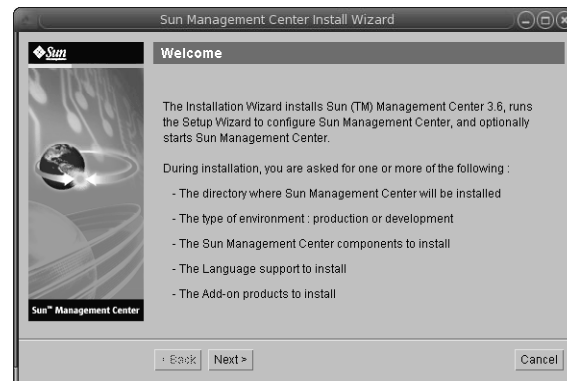 Sun Management Center Install Wizard
Sun
Welcome
The Installation Wizard installs Sun (TM) Management Center 3.6, runs
the Setup Wizard to configure Sun Management Center, and optionally
starts Sun Management Center.
During installation, you are asked for one or more of the following :
- The directory where Sun Management Center will be installed
- The type of environment : production or development
- The Sun Management Center components to install
- The Language support to install
- The Add-on products to install
Sun™ Management Center
< Back
Next >
Cancel